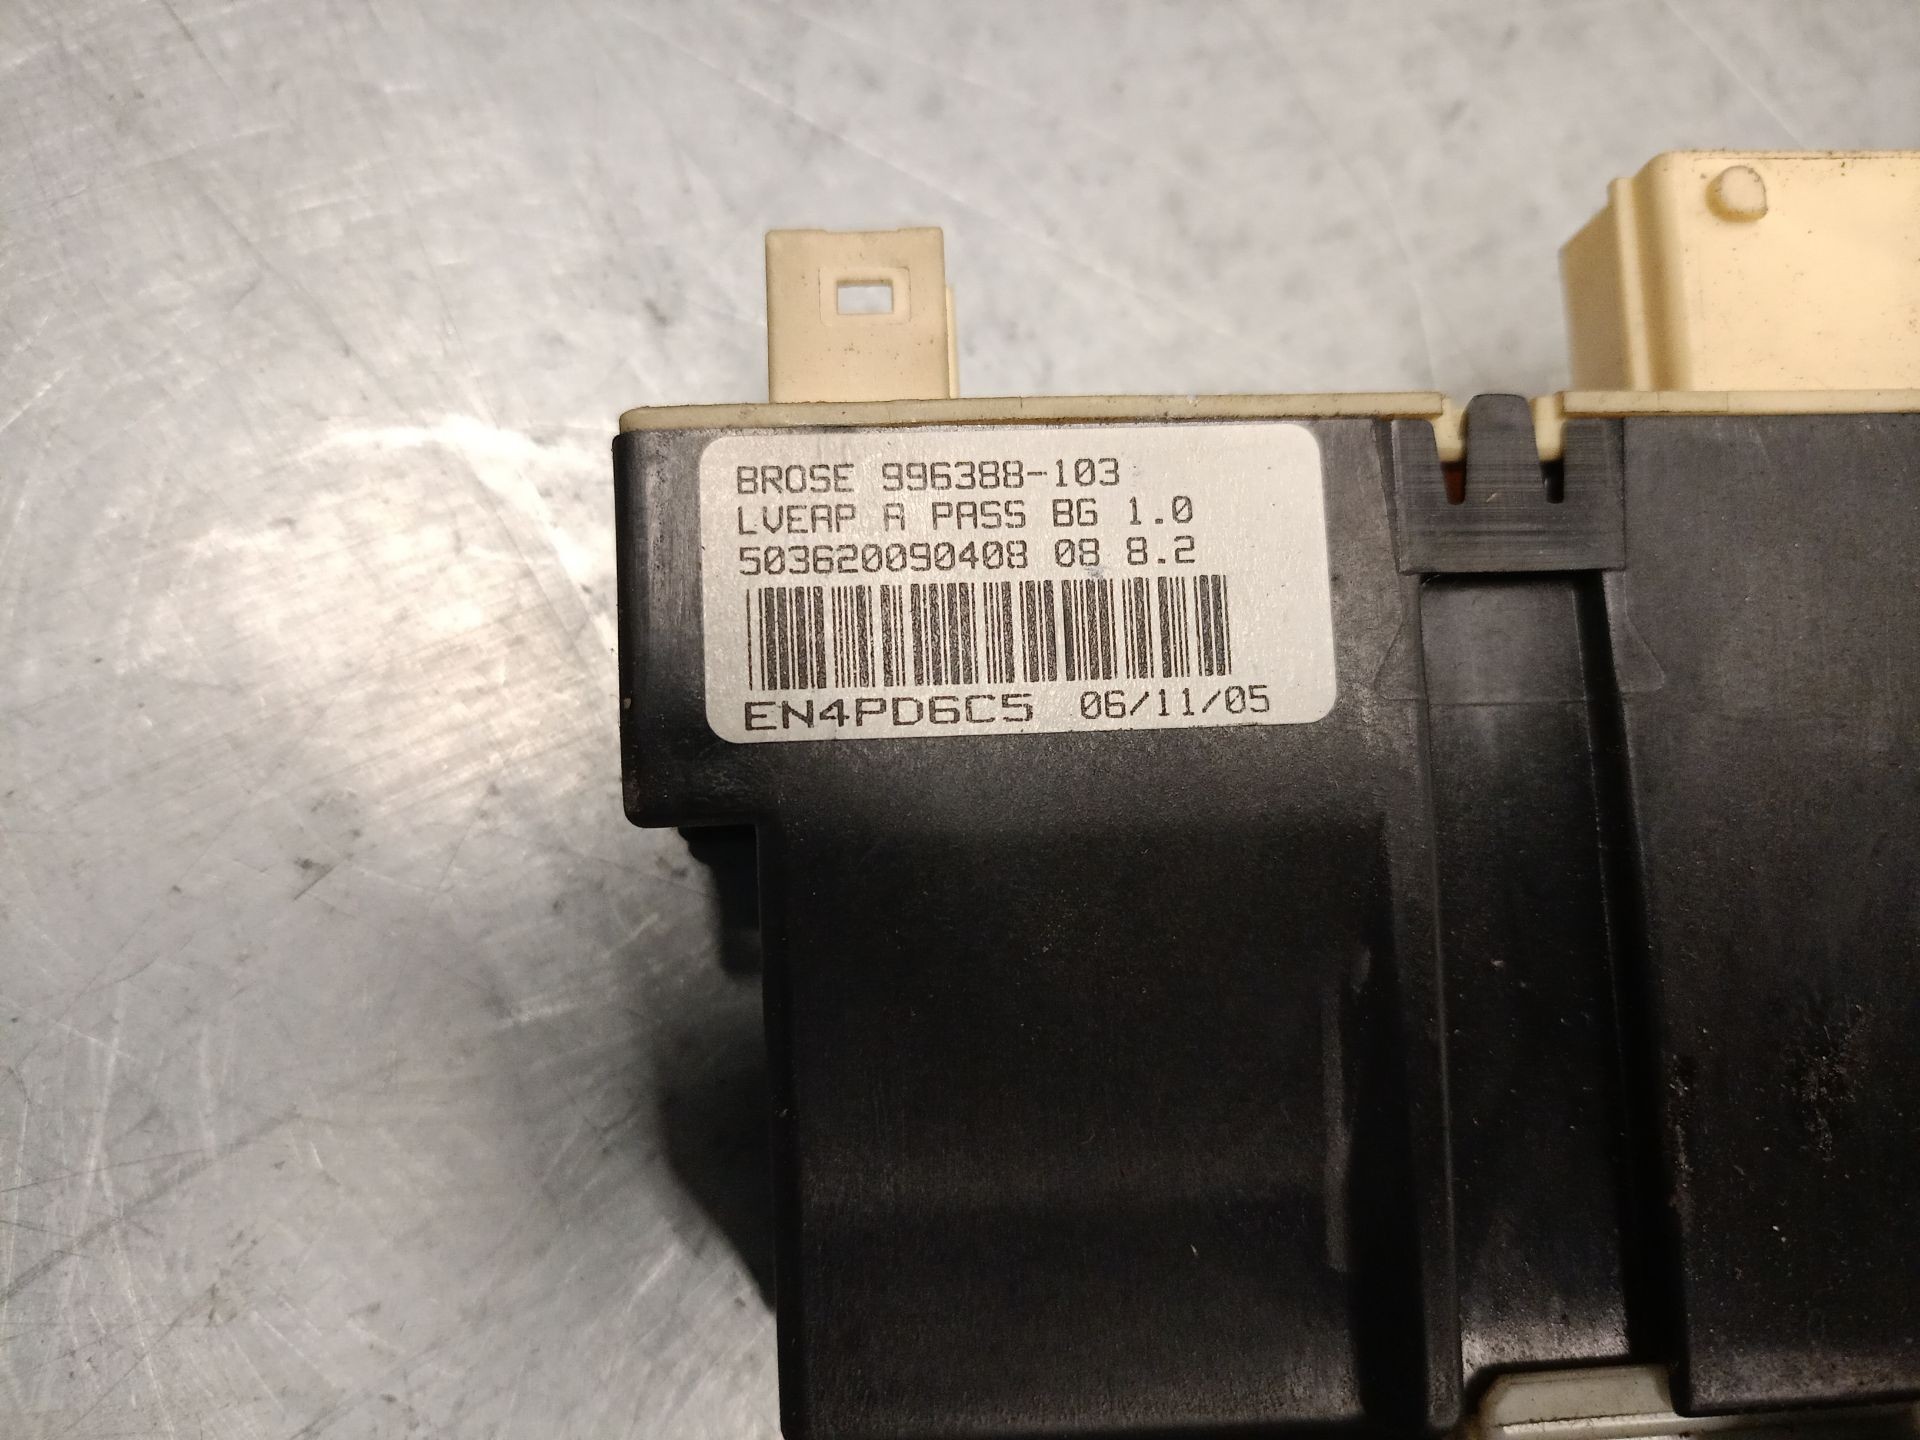 BROSE 996388-103
LVEAP A PASS BG 1.0
503620090408 08 8.2
EN4PD6C5 06/11/05